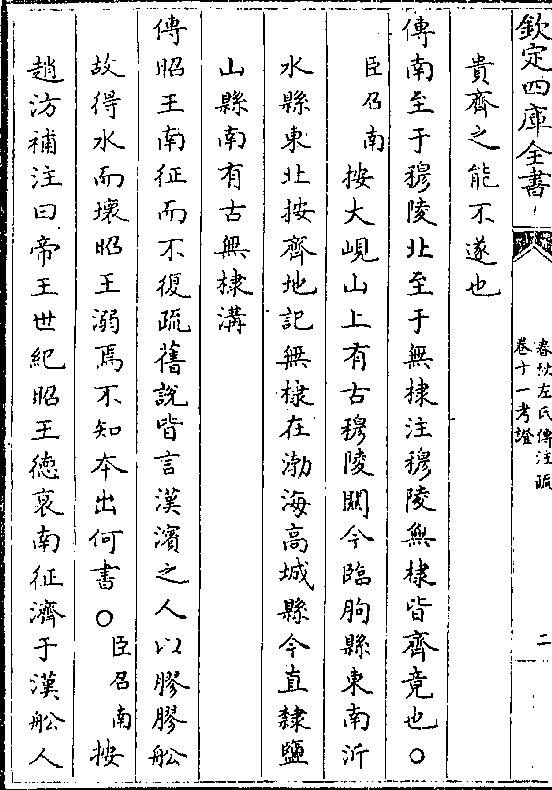 欽定四庫全書
春秋左氏傳注疏
卷十一考證
二
貴齊之能不遂也
傳南至于穆陵北至于無棣注穆陵無棣皆齊竟也○
臣召南按大峴山上有古穆陵關今臨朐縣東南沂
水縣東北按齊地記無棣在渤海高城縣今直隸鹽
山縣南有古無棣溝
傳昭王南征而不復疏舊說皆言漢濱之人以膠膠船
故得水而壞昭王溺焉不知本出何書○臣召南按
趙汸補注曰帝王世紀昭王德衰南征濟于漢船人